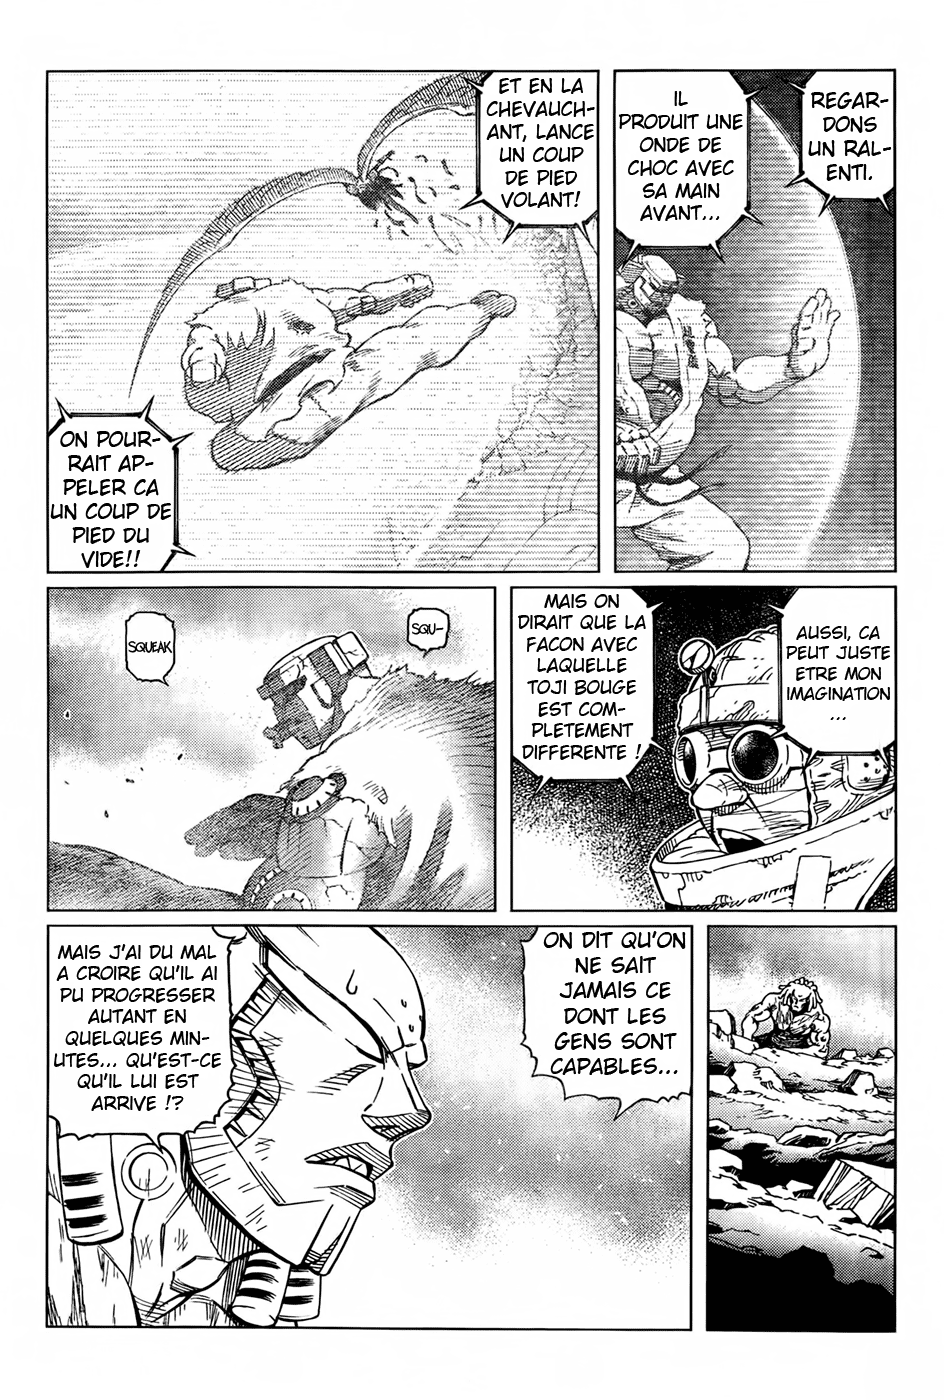 REGAR-
DONS
UN RAL-
ENTI.
IL
PRODUIT UNE
ONDE DE
CHOC AVEC
SA MAIN
AVANT...
ET EN LA
CHEVAUCH-
ANT, LANCE
UN COUP
DE PIED
VOLANT!
ON POUR-
RAIT AP-
PELER CA
UN COUP DE
PIED DU
VIDE!!
AUSSI, CA
PEUT JUSTE
ETRE MON
IMAGINATION
...
MAIS ON
DIRAIT QUE LA
FACON AVEC
LAQUELLE
TOJI BOUGE
EST COM-
PLETEMENT
DIFFERENTE !
SQU-
SQUEAK
ON DIT QU'ON
NE SAIT
JAMAIS CE
DONT LES
GENS SONT
CAPABLES...
MAIS J'AI DU MAL
A CROIRE QU'IL AI
PU PROGRESSER
AUTANT EN
QUELQUES MIN-
UTES... QU'EST-CE
QU'IL LUI EST
ARRIVE !?